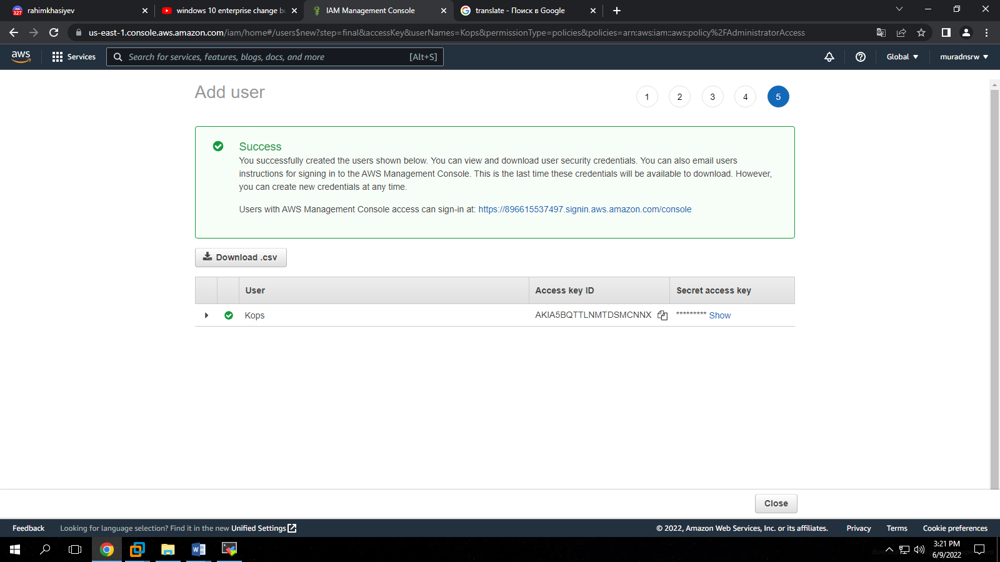 rahimkhasiyev
windows 10 enterprise change b
IAM Management Console
translate - Поиск в Google
us-east-1.console.aws.amazon.com/iam/home#/users$new?step=final&accessKey&userNames=Kops&permissionType=policies&policies=arn:aws:iam::aws:policy%2FAdministratorAccess
aws
Services
Search for services, features, blogs, docs, and more
[Alt+S]
Global
muradnsrw
Add user
1 2 3 4 5
Success
You successfully created the users shown below. You can view and download user security credentials. You can also email users
instructions for signing in to the AWS Management Console. This is the last time these credentials will be available to download. However,
you can create new credentials at any time.
Users with AWS Management Console access can sign-in at: https://896615537497.signin.aws.amazon.com/console
Download .csv
User Access key ID Secret access key
Kops AKIA5BQTTLNMTDSMCNNX ********* Show
Close
Feedback Looking for language selection? Find it in the new Unified Settings
© 2022, Amazon Web Services, Inc. or its affiliates. Privacy Terms Cookie preferences
3:21 PM
6/9/2022